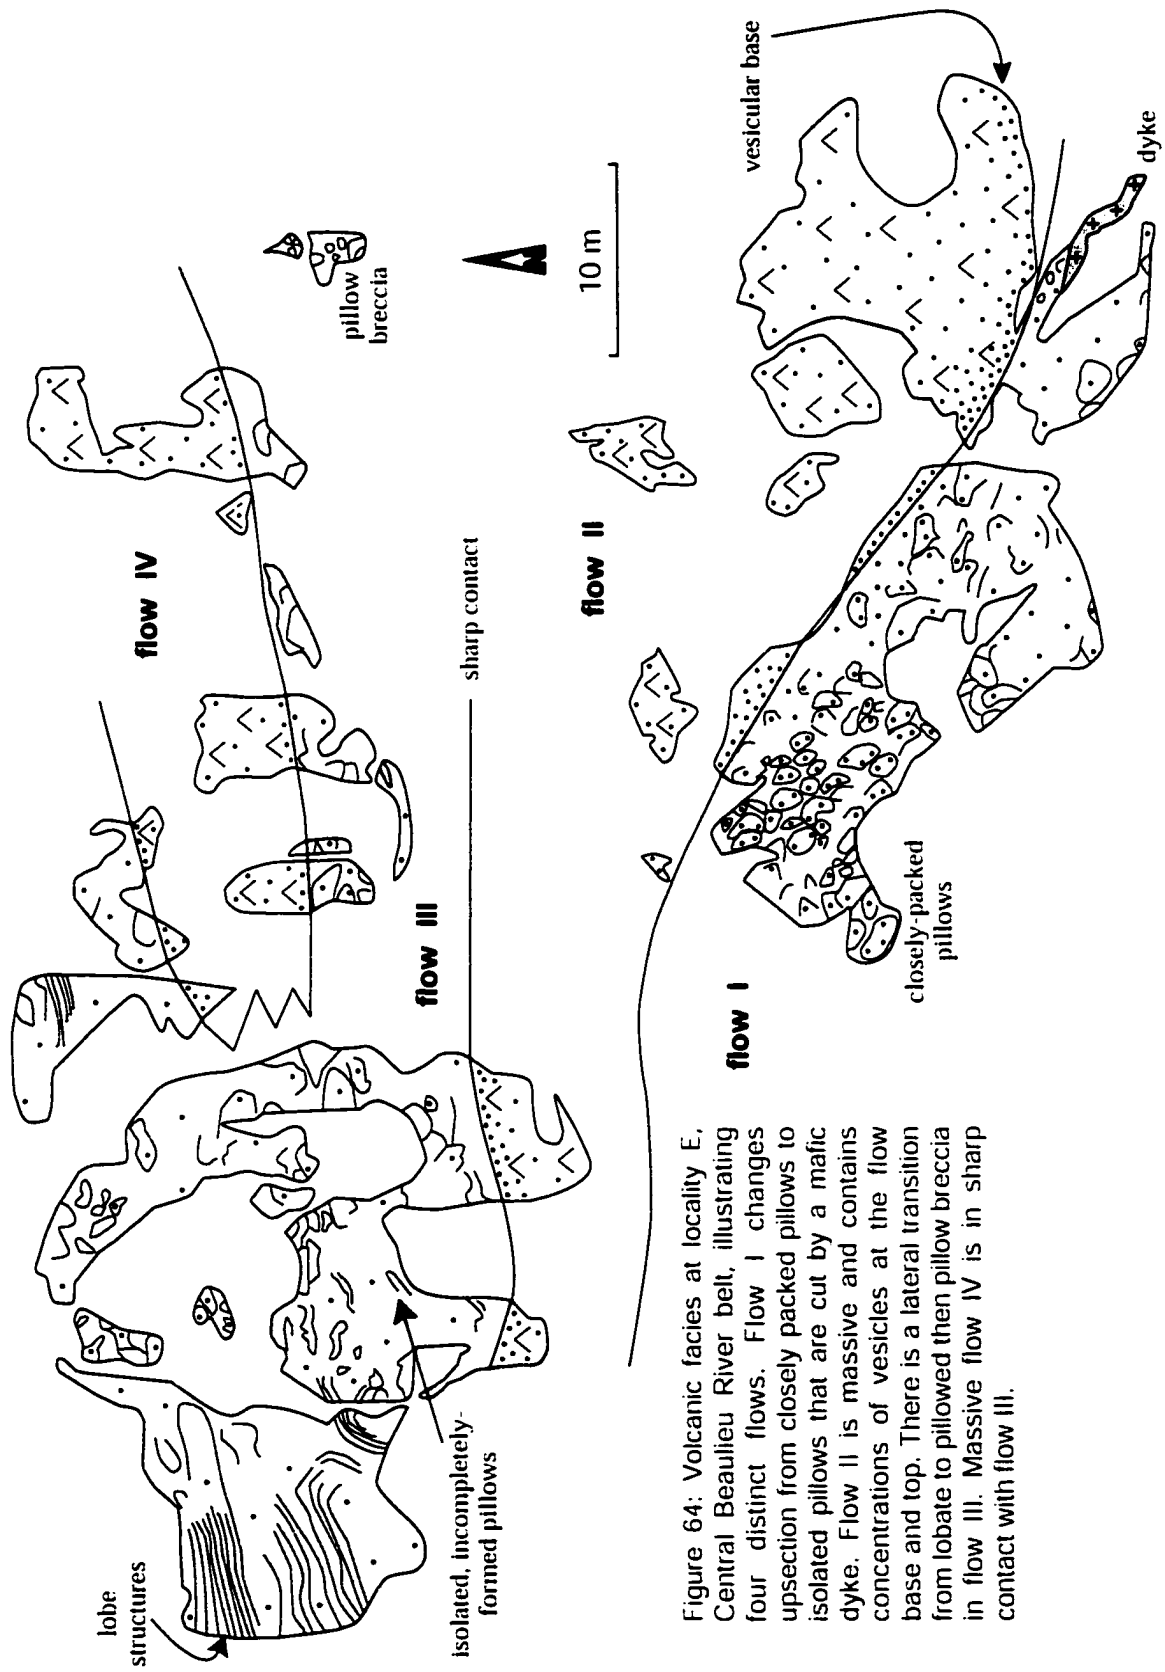 lobe
structures
isolated, incompletely-
formed pillows
flow IV
flow III
sharp contact
pillow
breccia
10 m
flow II
vesicular base
flow I
closely-packed
pillows
dyke
Figure 64: Volcanic facies at locality E,
Central Beaulieu River belt, illustrating
four distinct flows. Flow I changes
upsection from closely packed pillows to
isolated pillows that are cut by a mafic
dyke. Flow II is massive and contains
concentrations of vesicles at the flow
base and top. There is a lateral transition
from lobate to pillowed then pillow breccia
in flow III. Massive flow IV is in sharp
contact with flow III.